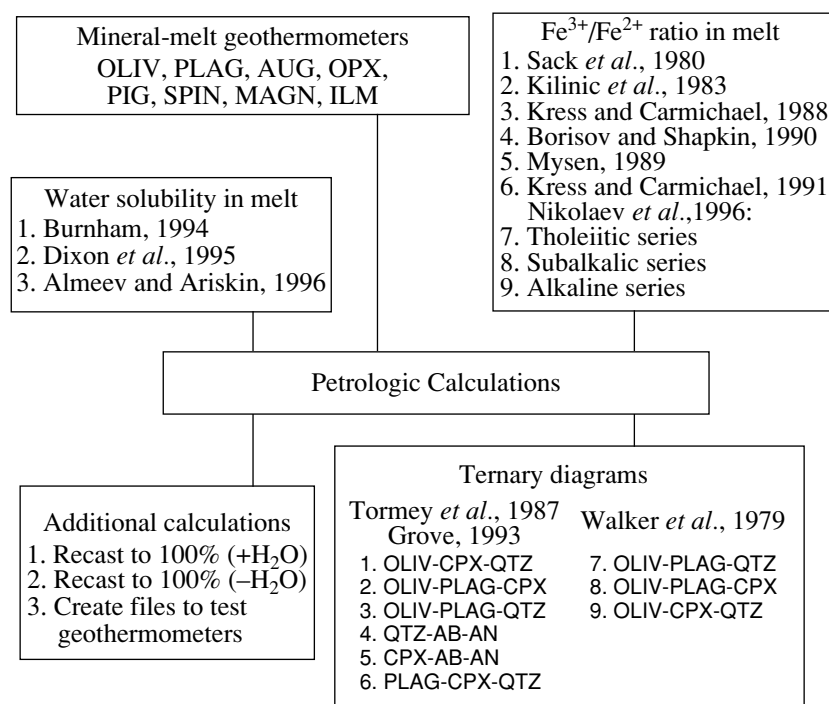 Mineral-melt geothermometers
OLIV, PLAG, AUG, OPX,
PIG, SPIN, MAGN, ILM
Fe³⁺/Fe²⁺ ratio in melt
1. Sack et al., 1980
2. Kilinic et al., 1983
3. Kress and Carmichael, 1988
4. Borisov and Shapkin, 1990
5. Mysen, 1989
6. Kress and Carmichael, 1991
Nikolaev et al.,1996:
7. Tholeiitic series
8. Subalkalic series
9. Alkaline series
Water solubility in melt
1. Burnham, 1994
2. Dixon et al., 1995
3. Almeev and Ariskin, 1996
Petrologic Calculations
Additional calculations
1. Recast to 100% (+H₂O)
2. Recast to 100% (–H₂O)
3. Create files to test
geothermometers
Ternary diagrams
Tormey et al., 1987
Grove, 1993
1. OLIV-CPX-QTZ
2. OLIV-PLAG-CPX
3. OLIV-PLAG-QTZ
4. QTZ-AB-AN
5. CPX-AB-AN
6. PLAG-CPX-QTZ
Walker et al., 1979
7. OLIV-PLAG-QTZ
8. OLIV-PLAG-CPX
9. OLIV-CPX-QTZ